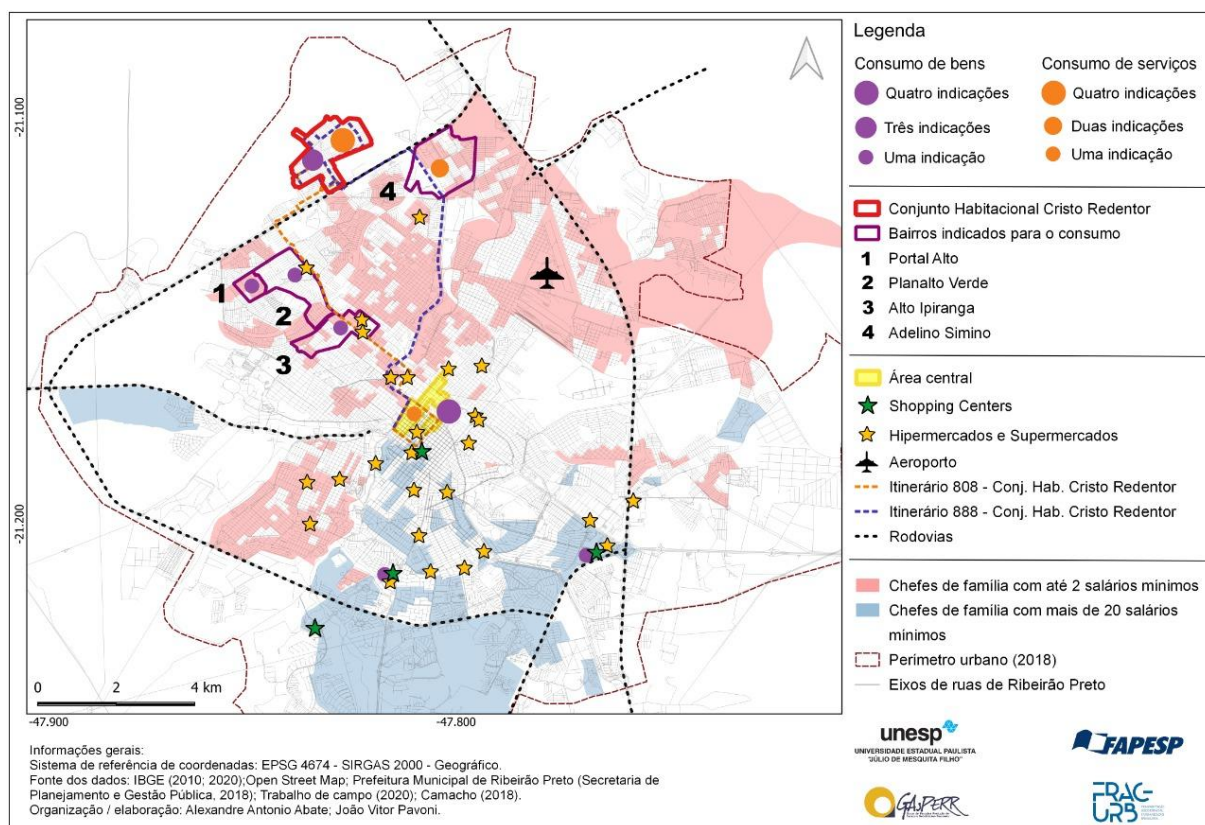 -21.100
-21.200
-47.900
-47.800
1
2
3
4
0 2 4 km
Legenda
Consumo de bens
Quatro indicações
Três indicações
Uma indicação
Consumo de serviços
Quatro indicações
Duas indicações
Uma indicação
Conjunto Habitacional Cristo Redentor
Bairros indicados para o consumo
1 Portal Alto
2 Planalto Verde
3 Alto Ipiranga
4 Adelino Simino
Área central
Shopping Centers
Hipermercados e Supermercados
Aeroporto
Itinerário 808 - Conj. Hab. Cristo Redentor
Itinerário 888 - Conj. Hab. Cristo Redentor
Rodovias
Chefes de família com até 2 salários mínimos
Chefes de família com mais de 20 salários
mínimos
Perímetro urbano (2018)
Eixos de ruas de Ribeirão Preto
unesp
UNIVERSIDADE ESTADUAL PAULISTA
"JÚLIO DE MESQUITA FILHO"
FAPESP
GAsPERR
FRAG-
URB
Informações gerais:
Sistema de referência de coordenadas: EPSG 4674 - SIRGAS 2000 - Geográfico.
Fonte dos dados: IBGE (2010; 2020);Open Street Map; Prefeitura Municipal de Ribeirão Preto (Secretaria de
Planejamento e Gestão Pública, 2018); Trabalho de campo (2020); Camacho (2018).
Organização / elaboração: Alexandre Antonio Abate; João Vitor Pavoni.